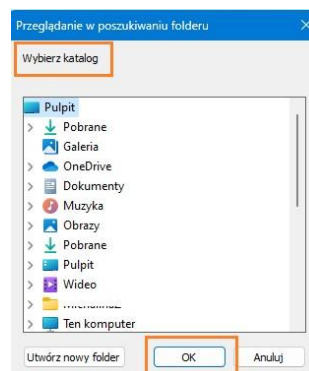 Przeglądanie w poszukiwaniu folderu
Wybierz katalog
Pulpit
Pobrane
Galeria
OneDrive
Dokumenty
Muzyka
Obrazy
Pobrane
Pulpit
Wideo
Ten komputer
Utwórz nowy folder
OK
Anuluj